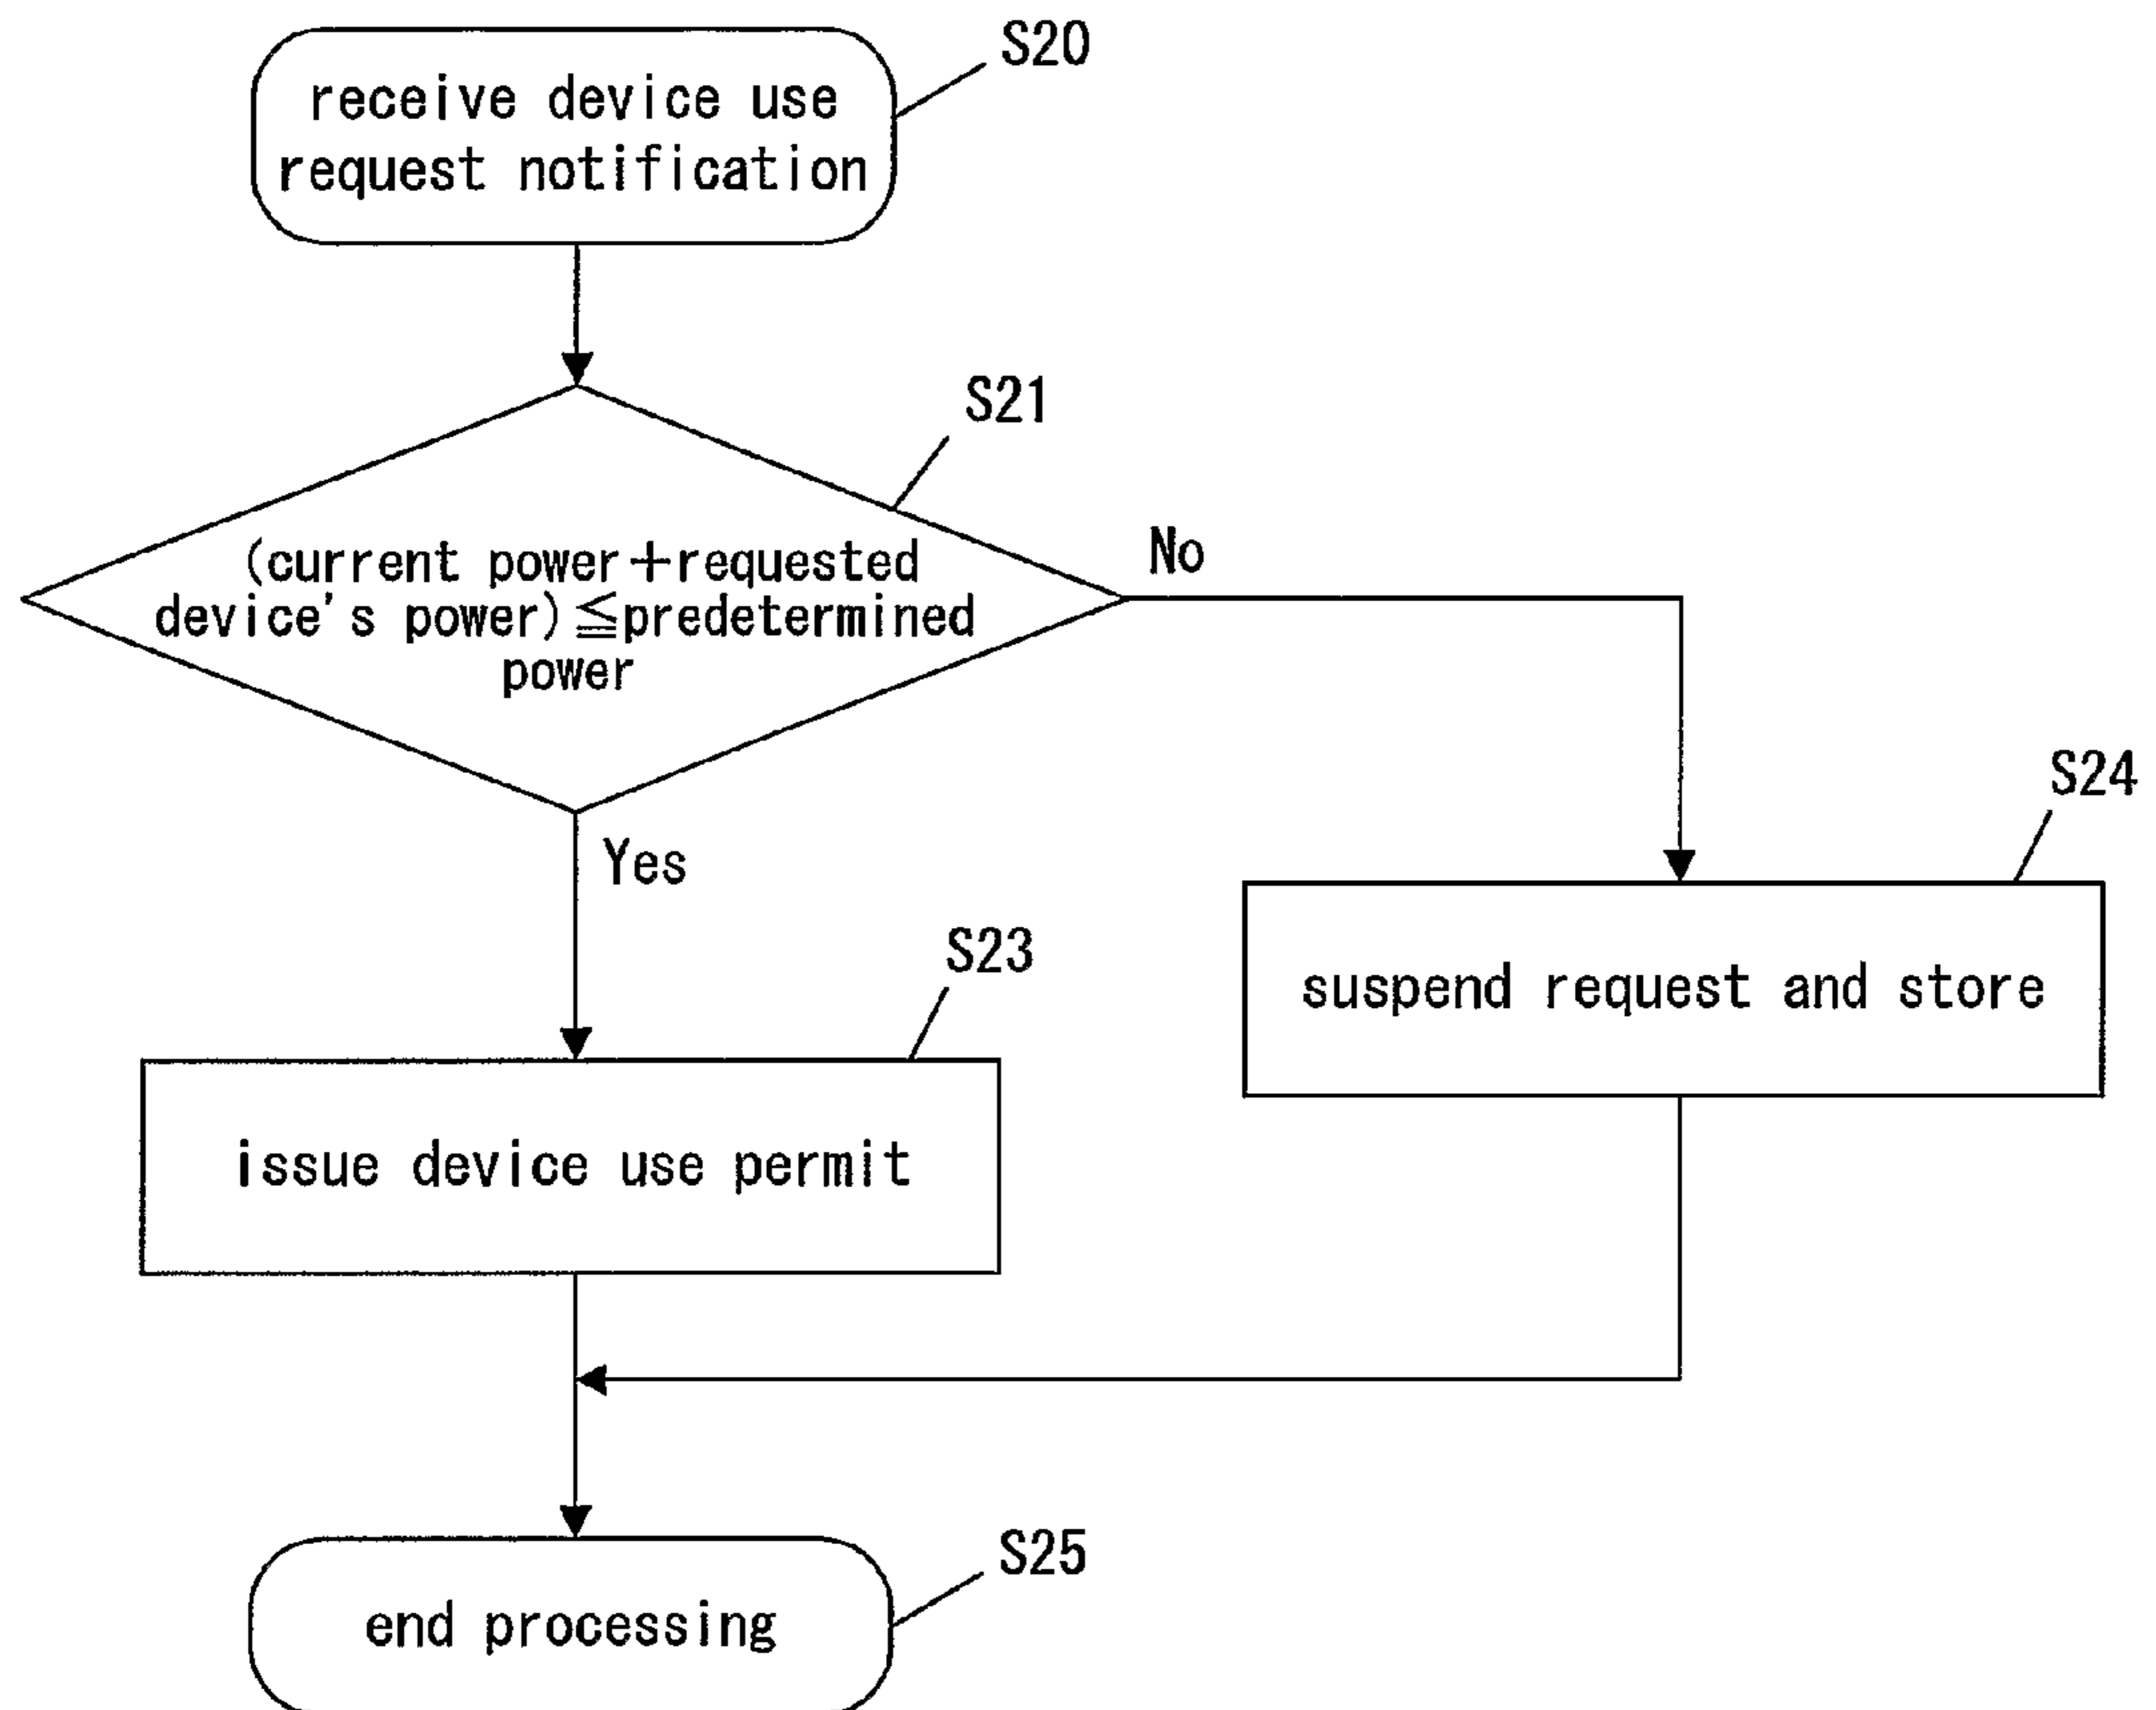 S20
receive device use
request notification
S21
(current power+requested
device's power)≦predetermined
power
No
Yes
S24
suspend request and store
S23
issue device use permit
S25
end processing